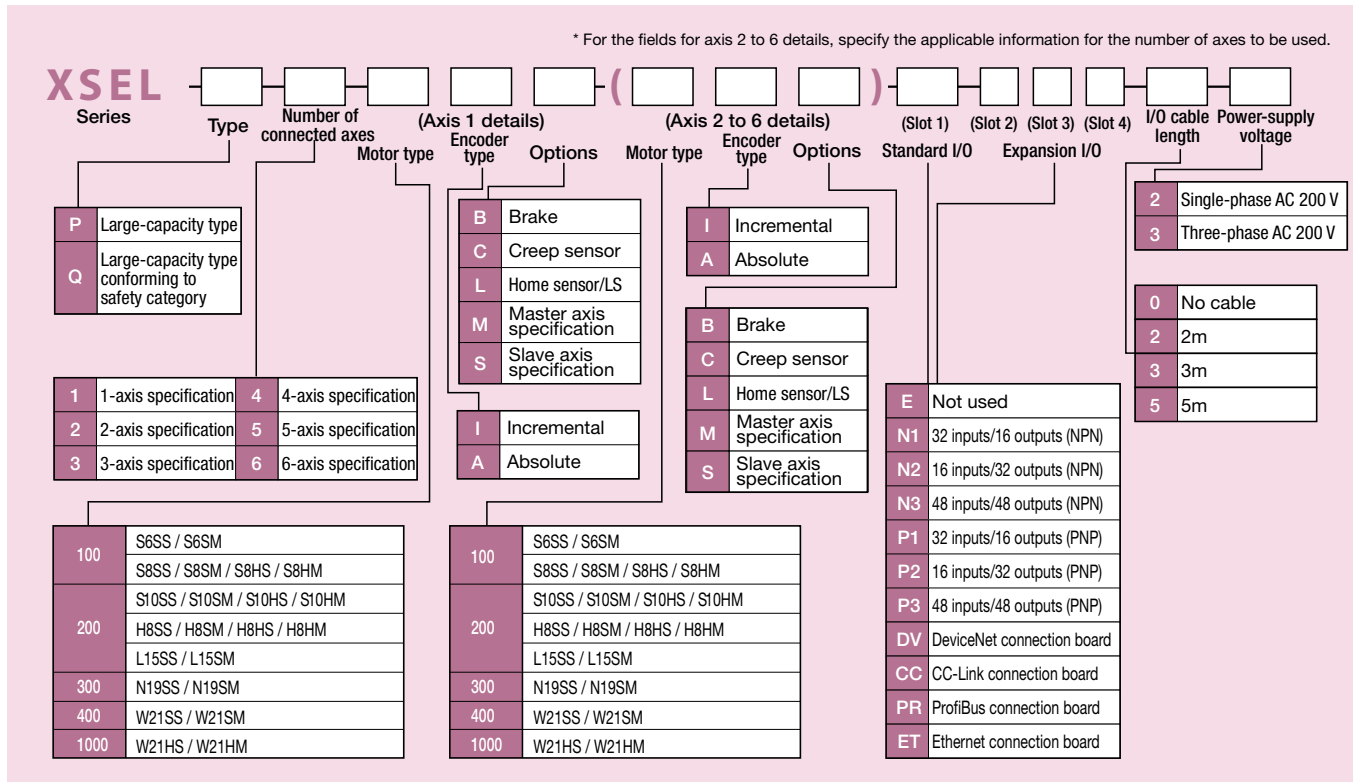 * For the fields for axis 2 to 6 details, specify the applicable information for the number of axes to be used.
XSEL - - - ( ) - - - -
Series
Type
Number of
connected axes
(Axis 1 details)
Motor type
Encoder
type
Options
(Axis 2 to 6 details)
Motor type
Encoder
type
Options
(Slot 1)
Standard I/O
(Slot 2) (Slot 3) (Slot 4)
Expansion I/O
I/O cable
length
Power-supply
voltage
P Large-capacity type
Q Large-capacity type
conforming to
safety category
1 1-axis specification 4 4-axis specification
2 2-axis specification 5 5-axis specification
3 3-axis specification 6 6-axis specification
B Brake
C Creep sensor
L Home sensor/LS
M Master axis
specification
S Slave axis
specification
I Incremental
A Absolute
I Incremental
A Absolute
B Brake
C Creep sensor
L Home sensor/LS
M Master axis
specification
S Slave axis
specification
2 Single-phase AC 200 V
3 Three-phase AC 200 V
0 No cable
2 2m
3 3m
5 5m
E Not used
N1 32 inputs/16 outputs (NPN)
N2 16 inputs/32 outputs (NPN)
N3 48 inputs/48 outputs (NPN)
P1 32 inputs/16 outputs (PNP)
P2 16 inputs/32 outputs (PNP)
P3 48 inputs/48 outputs (PNP)
DV DeviceNet connection board
CC CC-Link connection board
PR ProfiBus connection board
ET Ethernet connection board
100 S6SS / S6SM
S8SS / S8SM / S8HS / S8HM
200 S10SS / S10SM / S10HS / S10HM
H8SS / H8SM / H8HS / H8HM
L15SS / L15SM
300 N19SS / N19SM
400 W21SS / W21SM
1000 W21HS / W21HM
100 S6SS / S6SM
S8SS / S8SM / S8HS / S8HM
200 S10SS / S10SM / S10HS / S10HM
H8SS / H8SM / H8HS / H8HM
L15SS / L15SM
300 N19SS / N19SM
400 W21SS / W21SM
1000 W21HS / W21HM